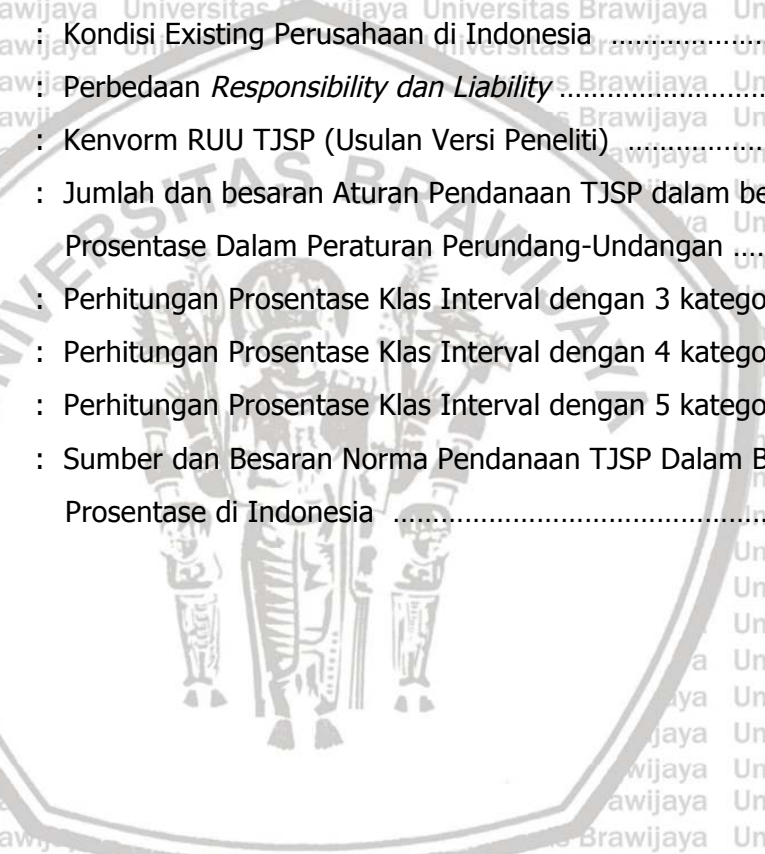 : Kondisi Existing Perusahaan di Indonesia ....................
: Perbedaan Responsibility dan Liability ............................
: Kenvorm RUU TJSP (Usulan Versi Peneliti) ..................
: Jumlah dan besaran Aturan Pendanaan TJSP dalam be
Prosentase Dalam Peraturan Perundang-Undangan ....
: Perhitungan Prosentase Klas Interval dengan 3 katego
: Perhitungan Prosentase Klas Interval dengan 4 katego
: Perhitungan Prosentase Klas Interval dengan 5 katego
: Sumber dan Besaran Norma Pendanaan TJSP Dalam B
Prosentase di Indonesia ................................................